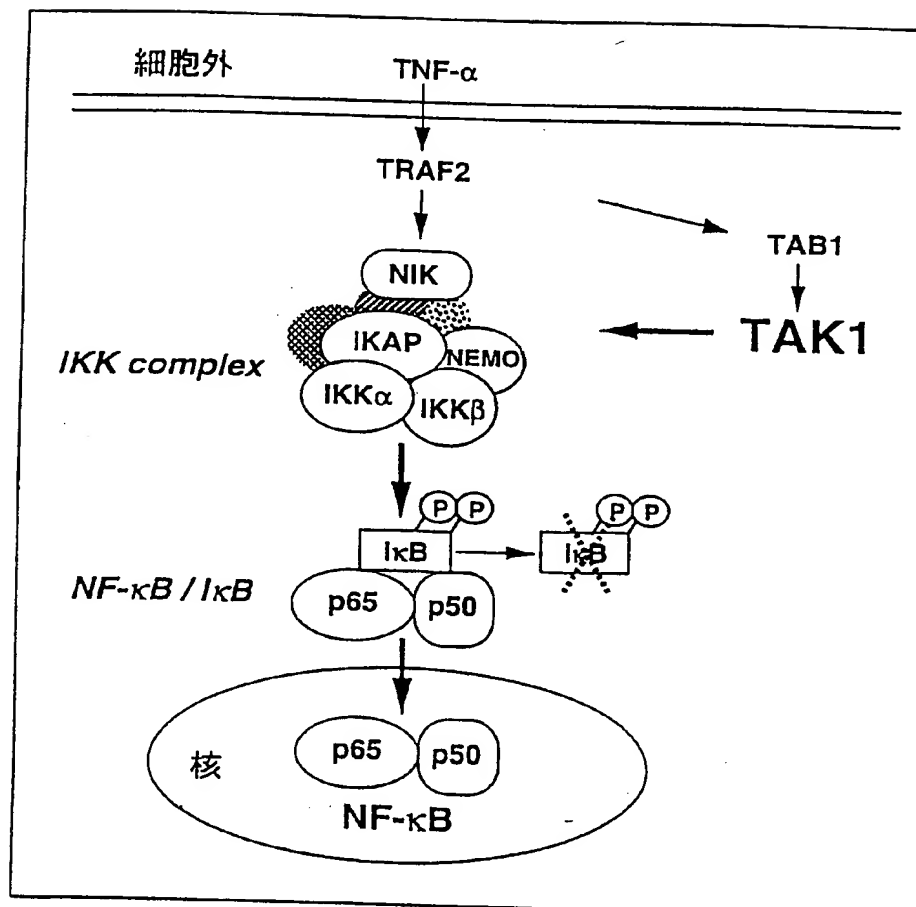 細胞外
TNF-α
TRAF2
TAB1
NIK
TAK1
IKAP
NEMO
IKK complex
IKKα
IKKβ
P P
P P
IκB
IκB
NF-κB / IκB
p65
p50
p65
p50
核
NF-κB